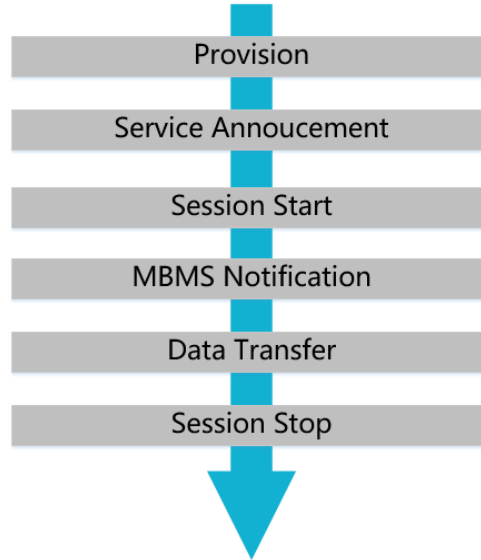 Provision
Service Annoucement
Session Start
MBMS Notification
Data Transfer
Session Stop